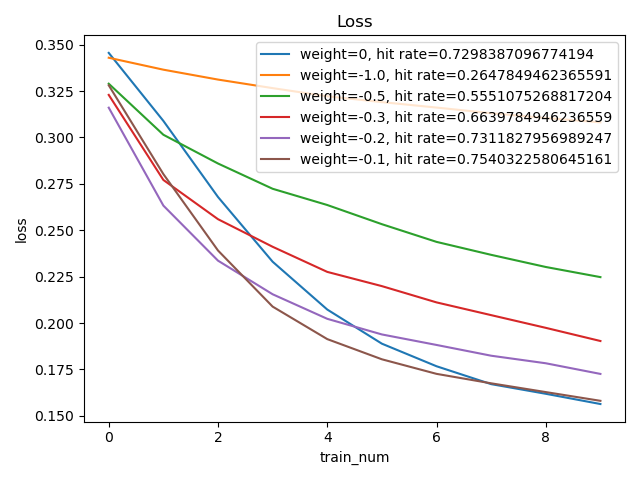 Loss
weight=0, hit rate=0.7298387096774194
weight=-1.0, hit rate=0.2647849462365591
weight=-0.5, hit rate=0.5551075268817204
weight=-0.3, hit rate=0.6639784946236559
weight=-0.2, hit rate=0.7311827956989247
weight=-0.1, hit rate=0.7540322580645161
loss
0.350
0.325
0.300
0.275
0.250
0.225
0.200
0.175
0.150
0 2 4 6 8
train_num